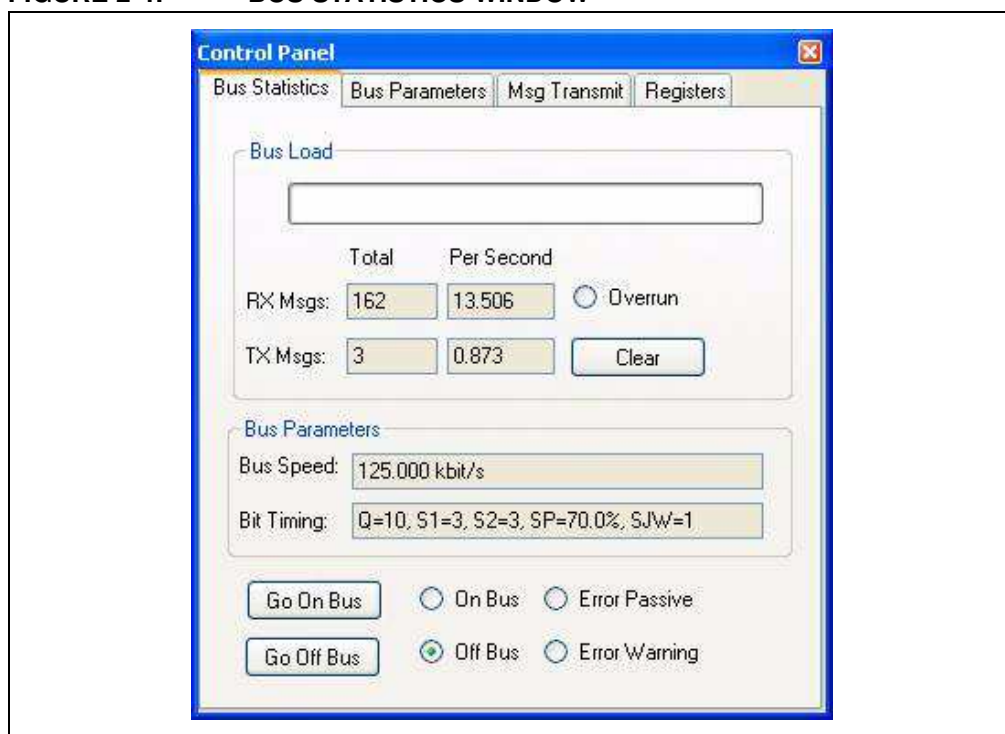 Control Panel
Bus Statistics Bus Parameters Msg Transmit Registers
Bus Load
Total Per Second
RX Msgs: 162 13.506 Overrun
TX Msgs: 3 0.873 Clear
Bus Parameters
Bus Speed: 125.000 kbit/s
Bit Timing: Q=10, S1=3, S2=3, SP=70.0%, SJW=1
Go On Bus On Bus Error Passive
Go Off Bus Off Bus Error Warning